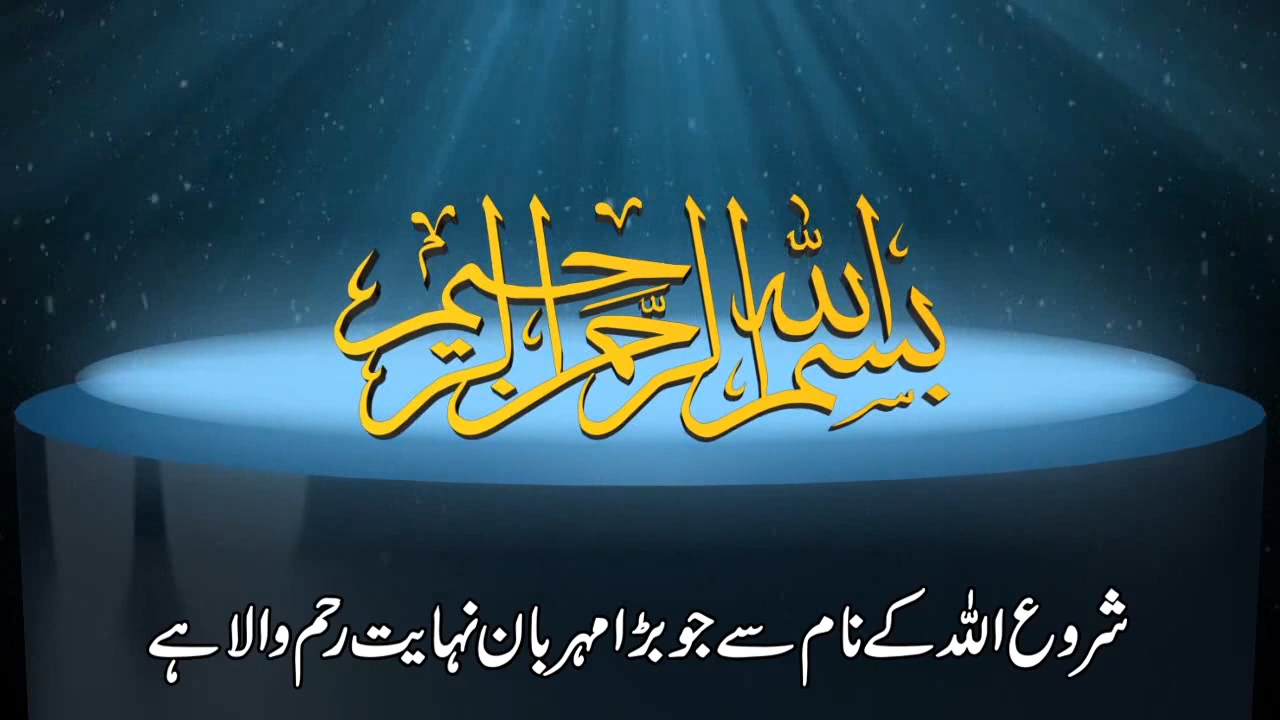 بسم الله الرحمن الرحيم
شروع اللہ کے نام سے جو بڑا مہربان نہایت رحم والا ہے